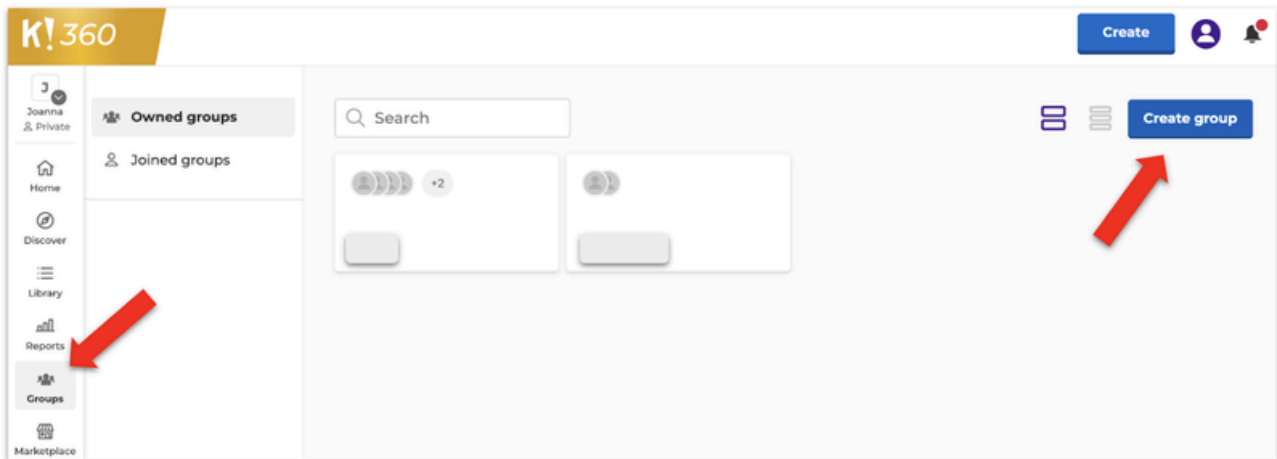 K! 360
Create
J
Joanna
Private
Home
Discover
Library
Reports
Groups
Marketplace
Owned groups
Joined groups
Search
Create group
+2